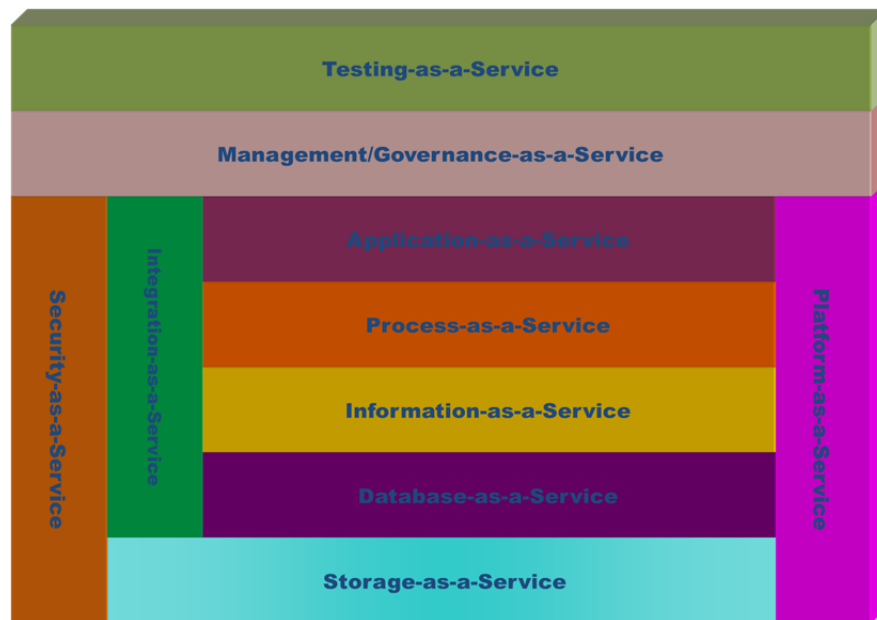 Testing-as-a-Service
Management/Governance-as-a-Service
Security-as-a-Service
Integration-as-a-Service
Application-as-a-Service
Process-as-a-Service
Information-as-a-Service
Database-as-a-Service
Storage-as-a-Service
Platform-as-a-Service